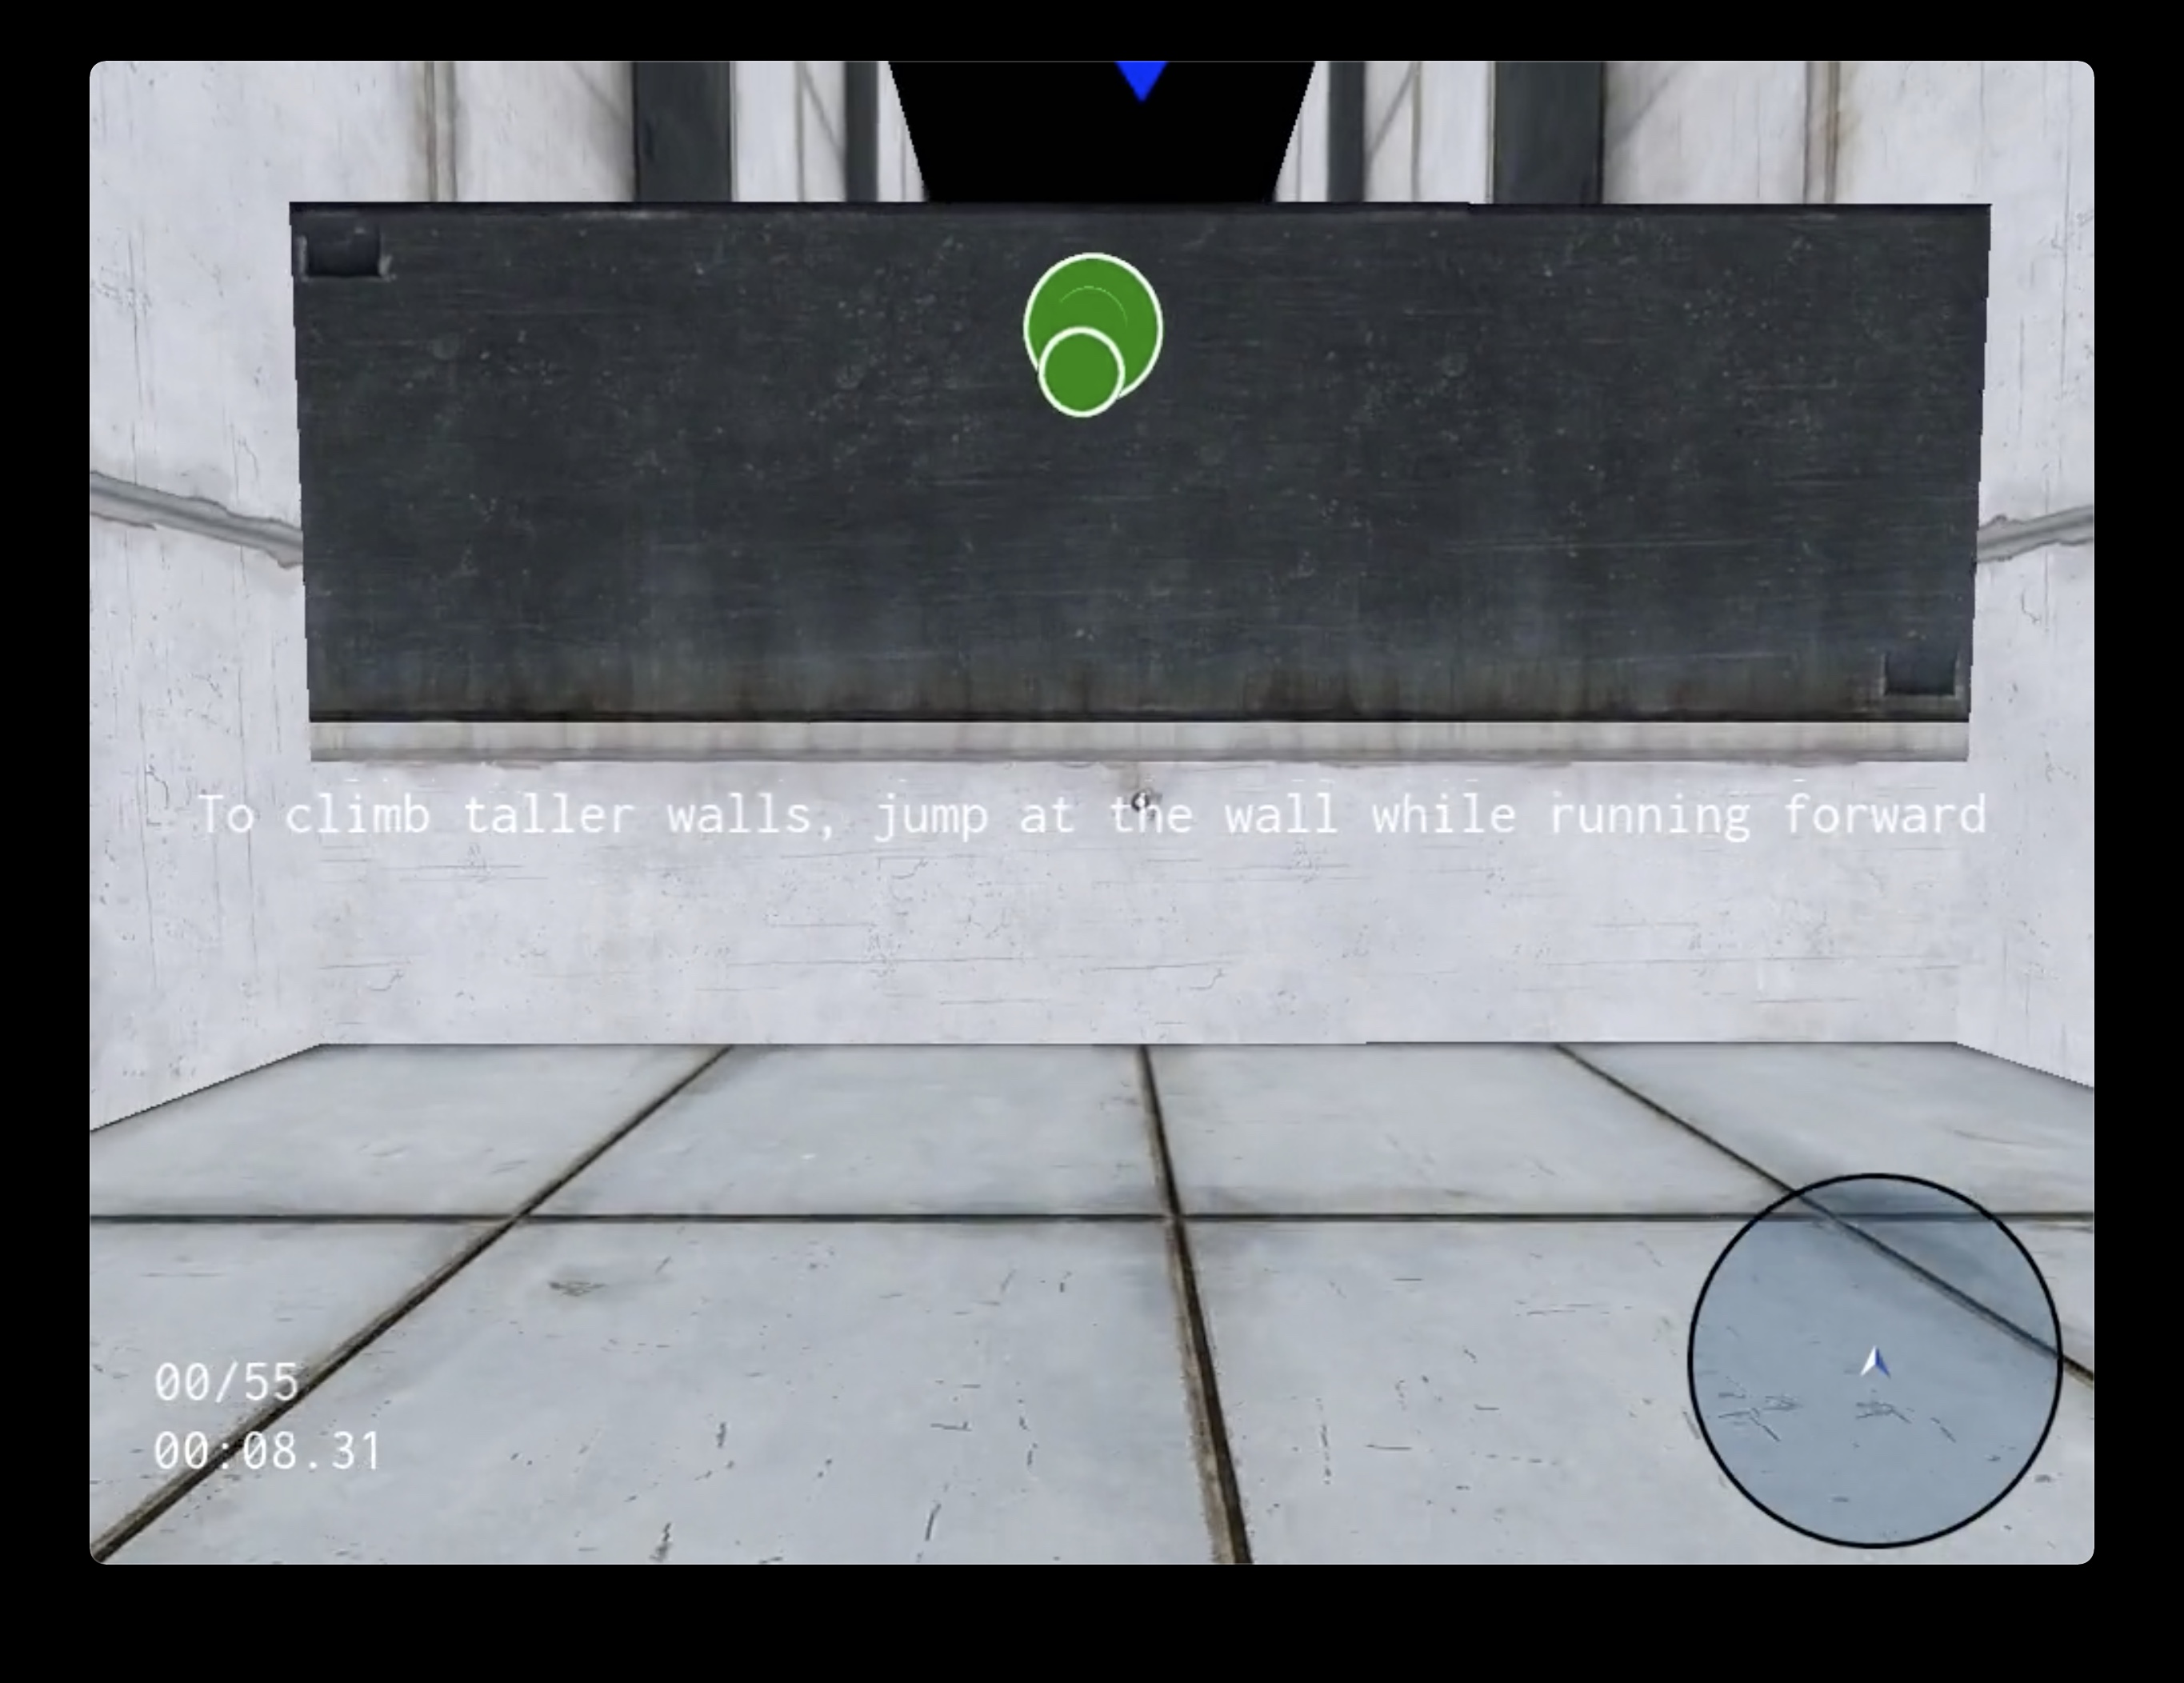 To climb taller walls, jump at the wall while running forward
00/55
00:08.31